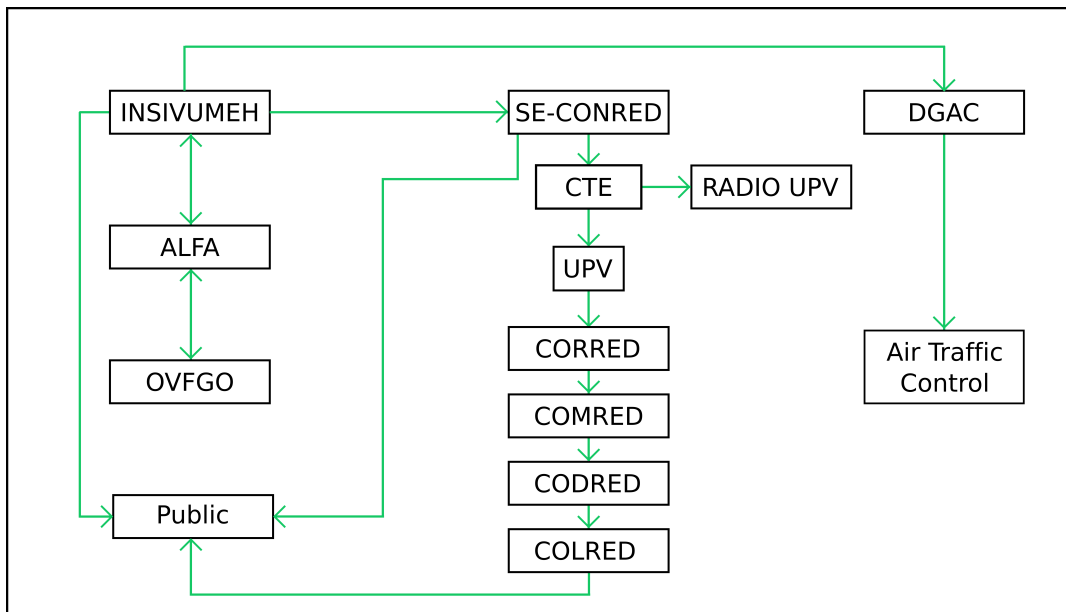 INSIVUMEH
SE-CONRED
DGAC
CTE
RADIO UPV
ALFA
UPV
CORRED
Air Traffic
Control
OVFGO
COMRED
CODRED
Public
COLRED